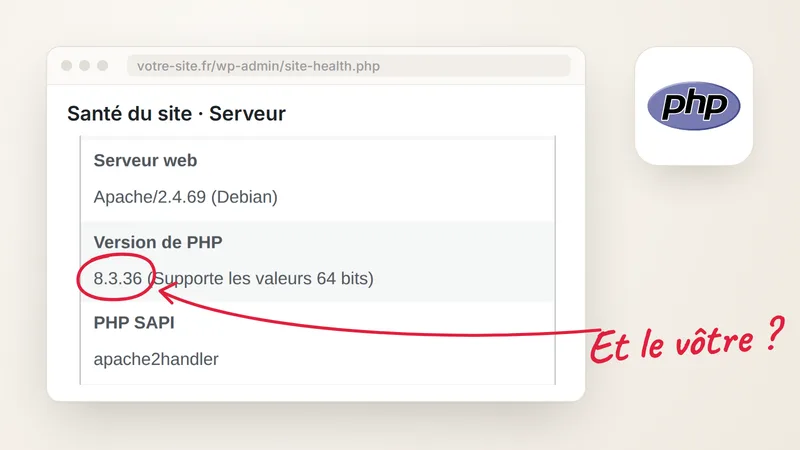 votre-site.fr/wp-admin/site-health.php
Santé du site · Serveur
Serveur web
Apache/2.4.69 (Debian)
Version de PHP
8.3.36 (Supporte les valeurs 64 bits)
PHP SAPI
apache2handler
php
Et le vôtre ?